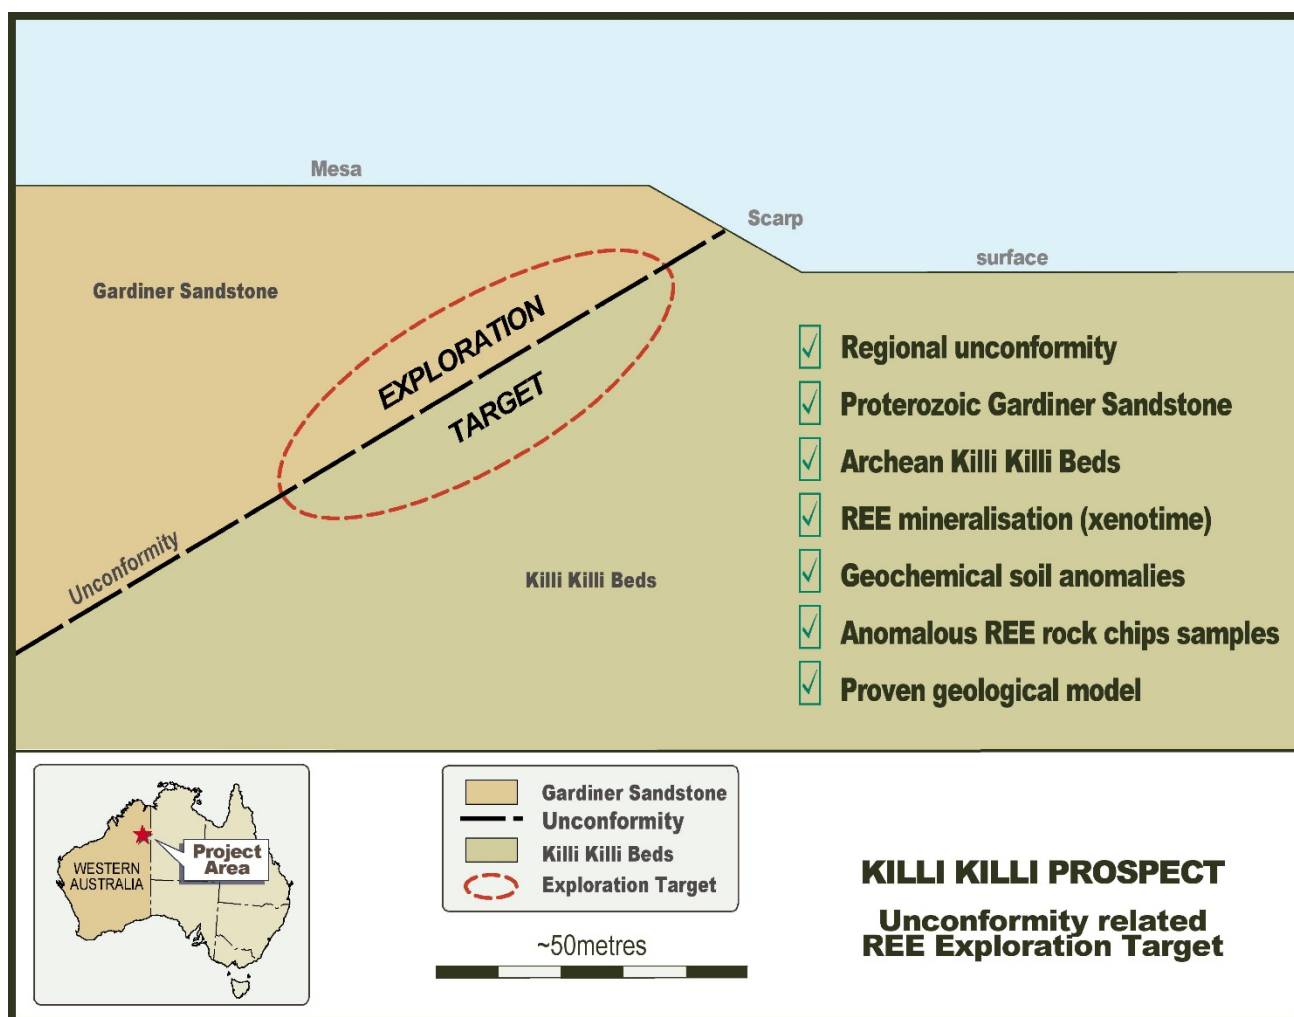 Mesa
Scarp
surface
Gardiner Sandstone
EXPLORATION
TARGET
Unconformity
Killi Killi Beds
Regional unconformity
Proterozoic Gardiner Sandstone
Archean Killi Killi Beds
REE mineralisation (xenotime)
Geochemical soil anomalies
Anomalous REE rock chips samples
Proven geological model
WESTERN
AUSTRALIA
Project
Area
Gardiner Sandstone
Unconformity
Killi Killi Beds
Exploration Target
~50metres
KILLI KILLI PROSPECT
Unconformity related
REE Exploration Target